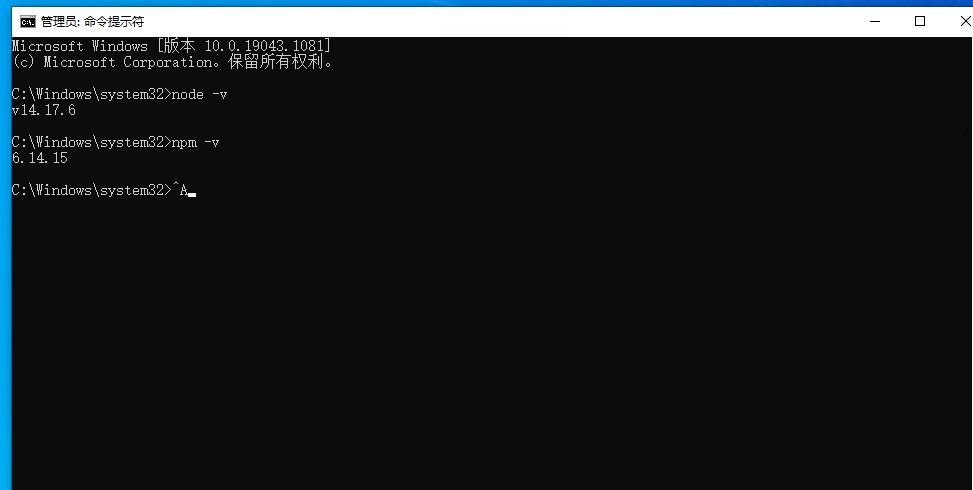 管理员: 命令提示符
Microsoft Windows [版本 10.0.19043.1081]
(c) Microsoft Corporation。保留所有权利。
C:\Windows\system32>node -v
v14.17.6
C:\Windows\system32>npm -v
6.14.15
C:\Windows\system32>^A